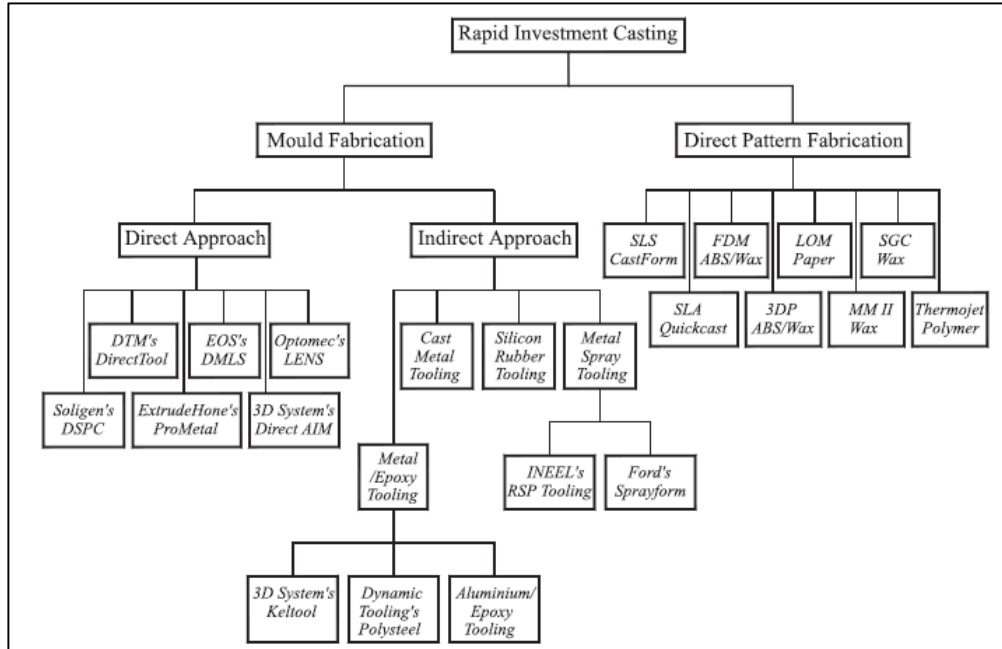 Rapid Investment Casting
Mould Fabrication
Direct Pattern Fabrication
Direct Approach
Indirect Approach
SLS
CastForm
FDM
ABS/Wax
LOM
Paper
SGC
Wax
SLA
Quickcast
3DP
ABS/Wax
MM II
Wax
Thermojet
Polymer
DTM's
DirectTool
EOS's
DMLS
Optomec's
LENS
Cast
Metal
Tooling
Silicon
Rubber
Tooling
Metal
Spray
Tooling
Soligen's
DSPC
ExtrudeHone's
ProMetal
3D System's
Direct AIM
Metal
/Epoxy
Tooling
INEEL's
RSP Tooling
Ford's
Sprayform
3D System's
Keltool
Dynamic
Tooling's
Polysteel
Aluminium/
Epoxy
Tooling